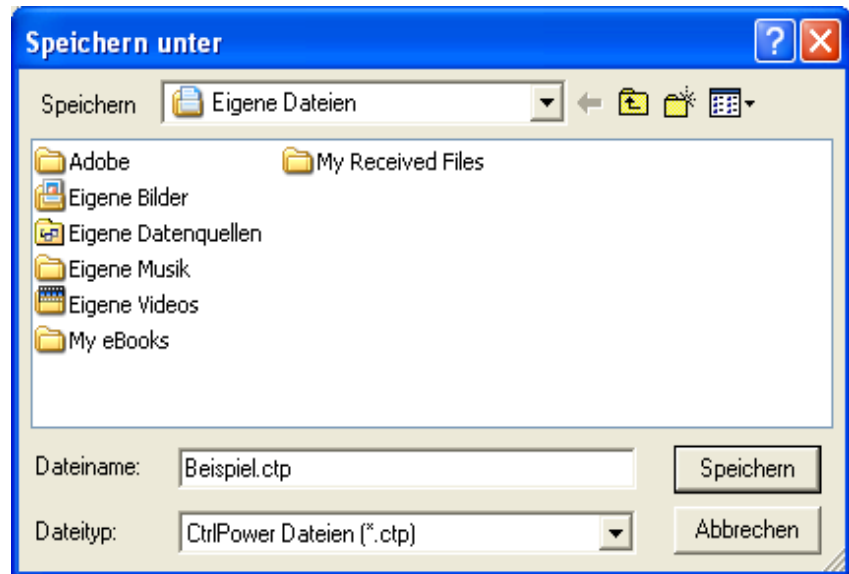 Speichern unter
Speichern Eigene Dateien
Adobe My Received Files
Eigene Bilder
Eigene Datenquellen
Eigene Musik
Eigene Videos
My eBooks
Dateiname: Beispiel.ctp Speichern
Dateityp: CtrlPower Dateien (*.ctp) Abbrechen